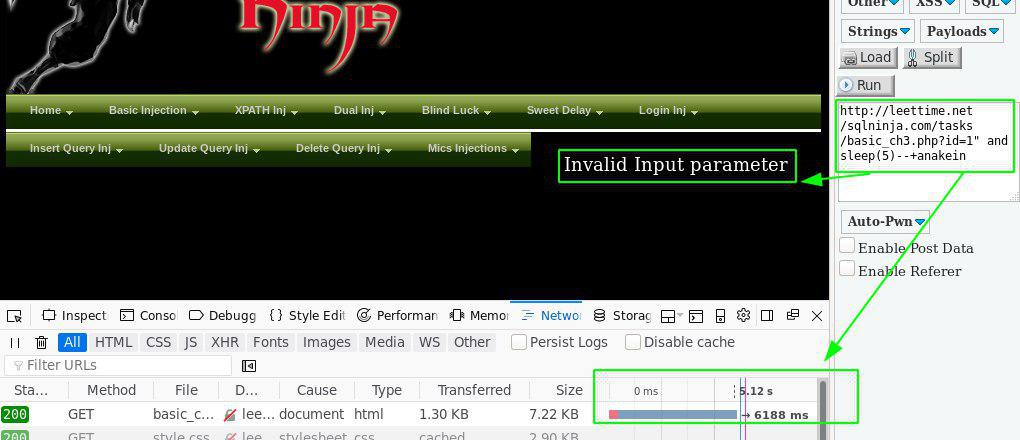 Ninja
Other XSS SQL
Strings Payloads
Load Split
Run
Home Basic Injection XPATH Inj Dual Inj Blind Luck Sweet Delay Login Inj
Insert Query Inj Update Query Inj Delete Query Inj Mics Injections
Invalid Input parameter
http://leettime.net
/sqlninja.com/tasks
/basic_ch3.php?id=1" and
sleep(5)--+anakein
Auto-Pwn
Enable Post Data
Enable Referer
Inspect Conso Debugg Style Edit Performan Memo Netwo Storag
All HTML CSS JS XHR Fonts Images Media WS Other Persist Logs Disable cache
Filter URLs
Sta... Method File D... Cause Type Transferred Size 0 ms 5.12 s
200 GET basic_c... lee... document html 1.30 KB 7.22 KB → 6188 ms
200 GET style.css lee... stylesheet css cached 2.90 KB